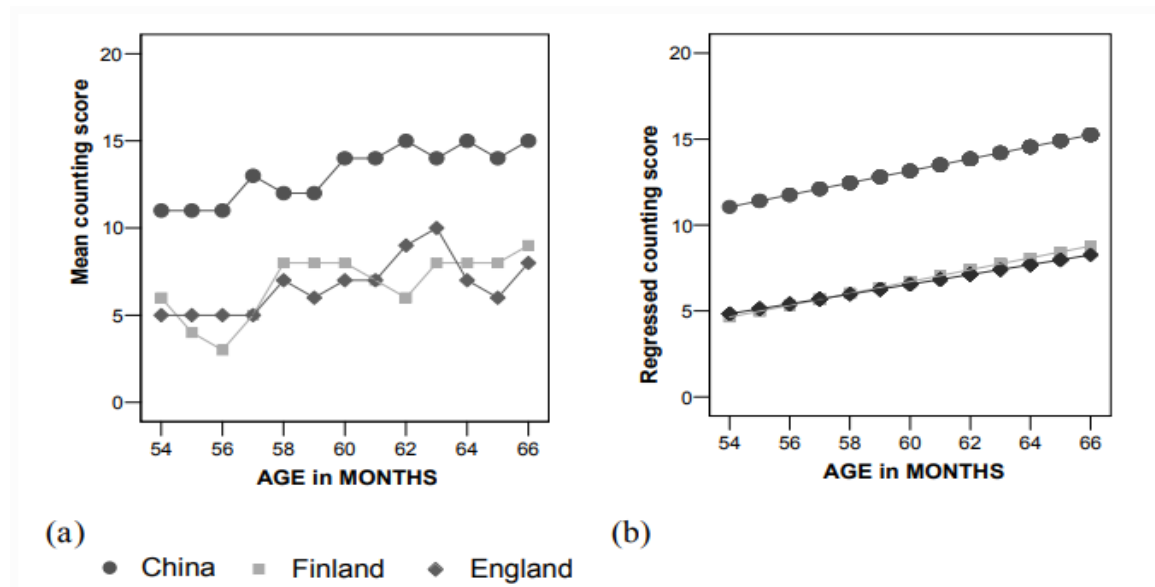 Mean counting score
20
15
10
5
0
54 56 58 60 62 64 66
AGE in MONTHS
(a)
Regressed counting score
20
15
10
5
0
54 56 58 60 62 64 66
AGE in MONTHS
(b)
China Finland England